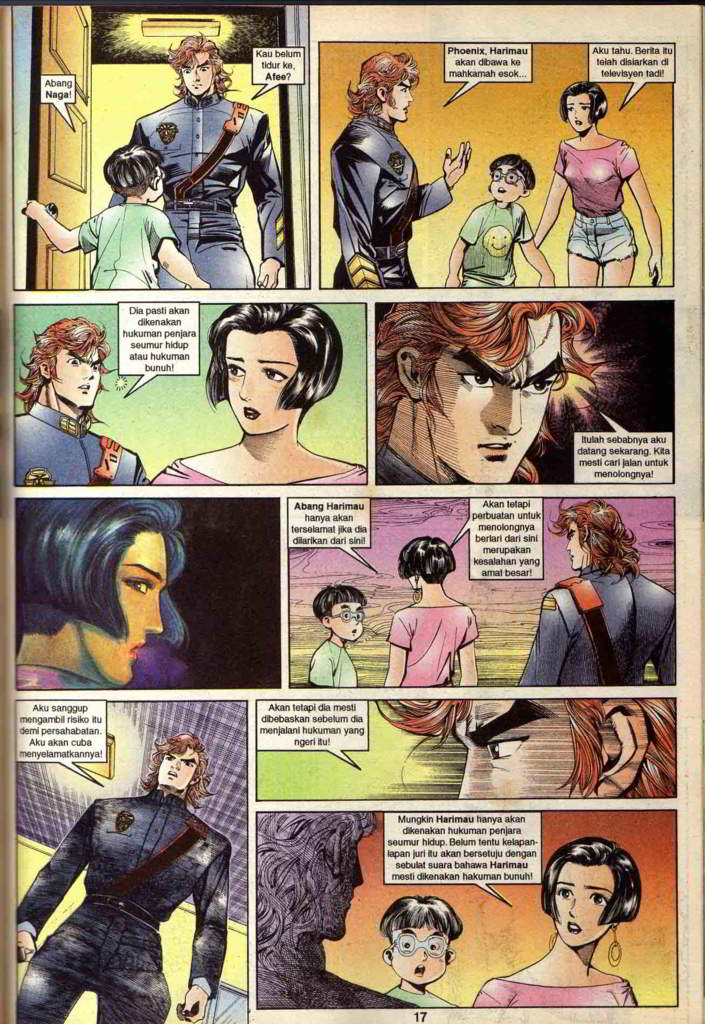 Abang
Naga!
Kau belum
tidur ke,
Afee?
Phoenix, Harimau
akan dibawa ke
mahkamah esok...
Aku tahu. Berita itu
telah disiarkan di
televisyen tadi!
Dia pasti akan
dikenakan
hukuman penjara
seumur hidup
atau hukuman
bunuh!
Itulah sebabnya aku
datang sekarang. Kita
mesti cari jalan untuk
menolongnya!
Abang Harimau
hanya akan
terselamat jika dia
dilarikan dari sini!
Akan tetapi
perbuatan untuk
menolongnya
berlari dari sini
merupakan
kesalahan yang
amat besar!
Aku sanggup
mengambil risiko itu
demi persahabatan.
Aku akan cuba
menyelamatkannya!
Akan tetapi dia mesti
dibebaskan sebelum dia
menjalani hukuman yang
ngeri itu!
Mungkin Harimau hanya akan
dikenakan hukuman penjara
seumur hidup. Belum tentu kelapan-
lapan juri itu akan bersetuju dengan
sebulat suara bahawa Harimau
mesti dikenakan hakuman bunuh!
17